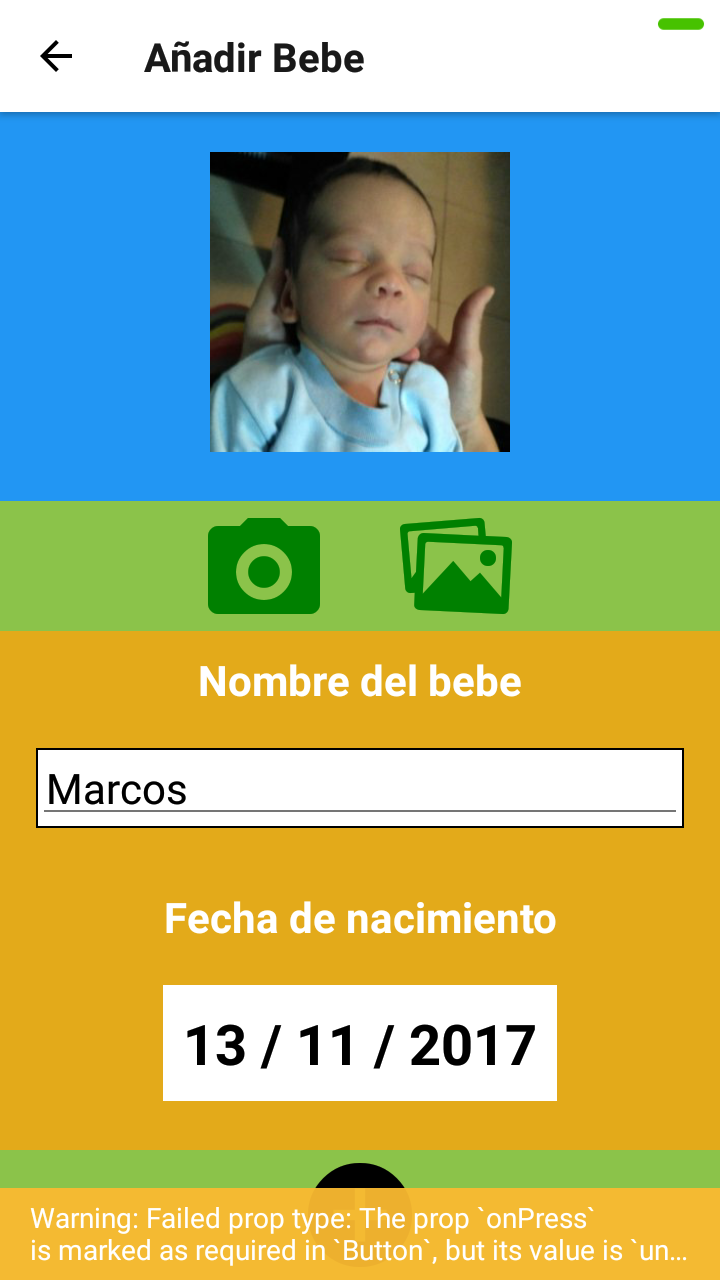 Añadir Bebe
Nombre del bebe
Marcos
Fecha de nacimiento
13 / 11 / 2017
Warning: Failed prop type: The prop `onPress`
is marked as required in `Button`, but its value is `un...